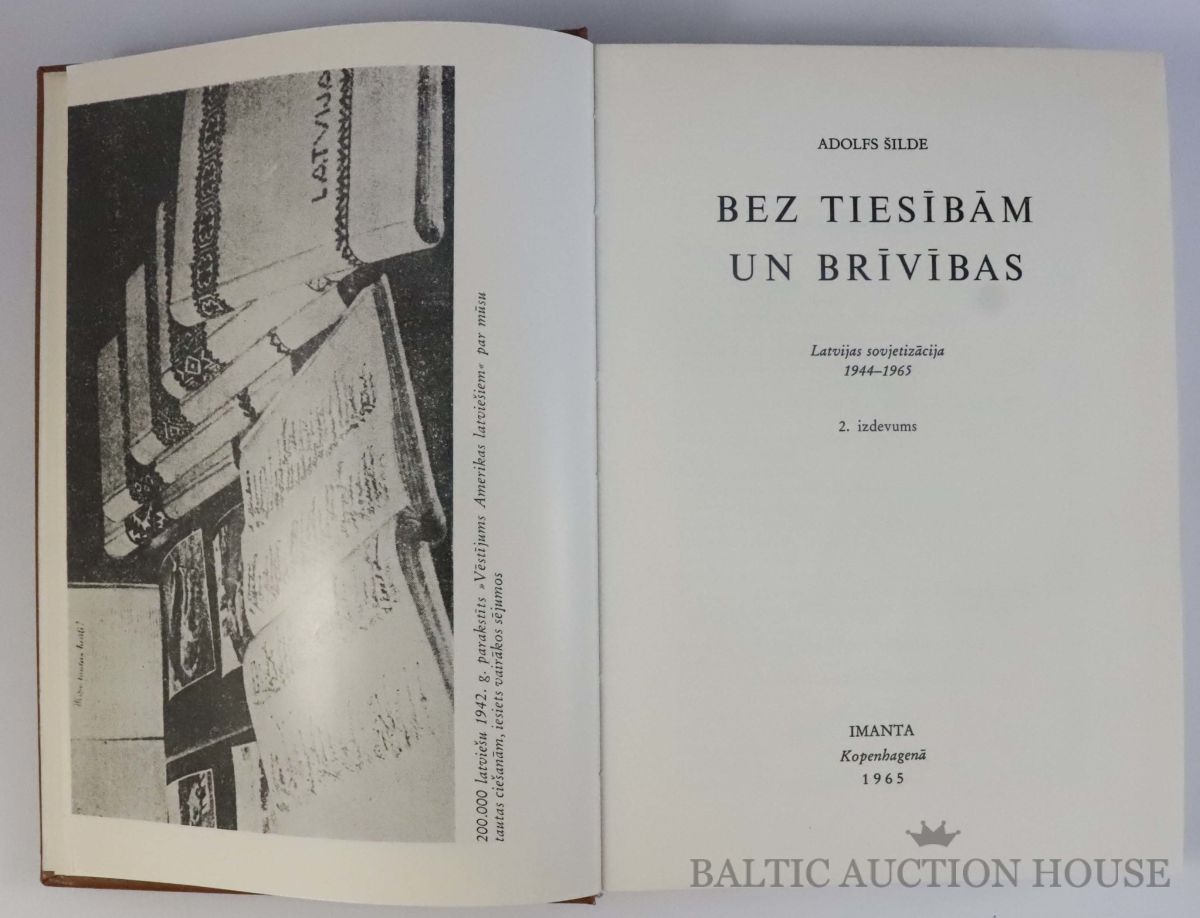 LATVIJA
200.000 latviešu 1942. g. parakstīts »Vēstījums Amerikas latviešiem« par mūsu
tautas ciešanām, iesiets vairākos sējumos
ADOLFS ŠILDE
BEZ TIESĪBĀM
UN BRĪVĪBAS
Latvijas sovjetizācija
1944–1965
2. izdevums
IMANTA
Kopenhagenā
1965
BALTIC AUCTION HOUSE